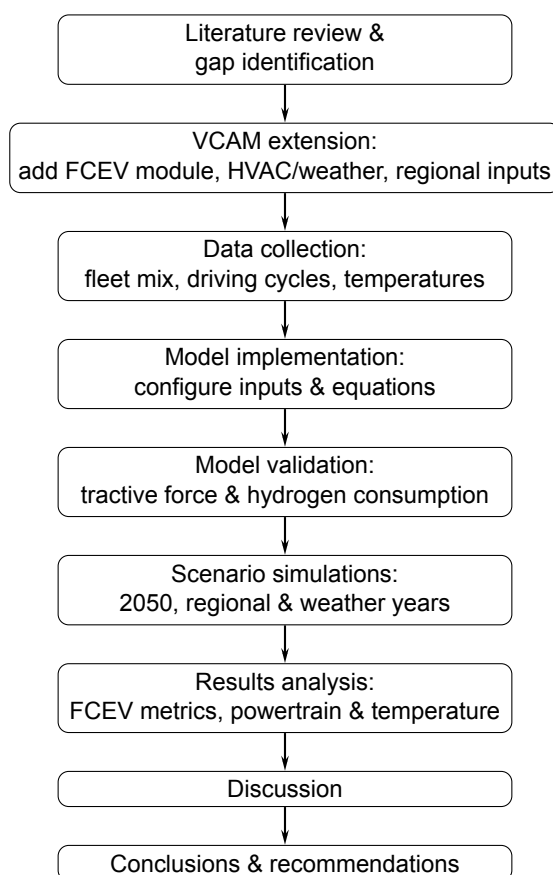 Literature review &
gap identification
VCAM extension:
add FCEV module, HVAC/weather, regional inputs
Data collection:
fleet mix, driving cycles, temperatures
Model implementation:
configure inputs & equations
Model validation:
tractive force & hydrogen consumption
Scenario simulations:
2050, regional & weather years
Results analysis:
FCEV metrics, powertrain & temperature
Discussion
Conclusions & recommendations